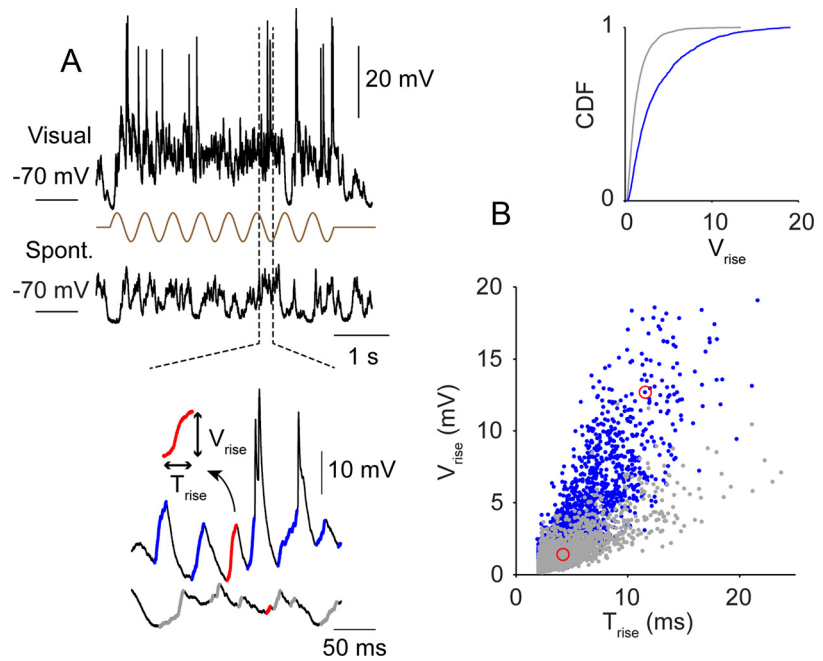 A
20 mV
Visual
-70 mV
Spont.
-70 mV
1 s
V rise
T rise
10 mV
50 ms
1
CDF
0
0
10
20
V rise
B
20
15
10
5
0
V rise (mV)
0
10
20
T rise (ms)